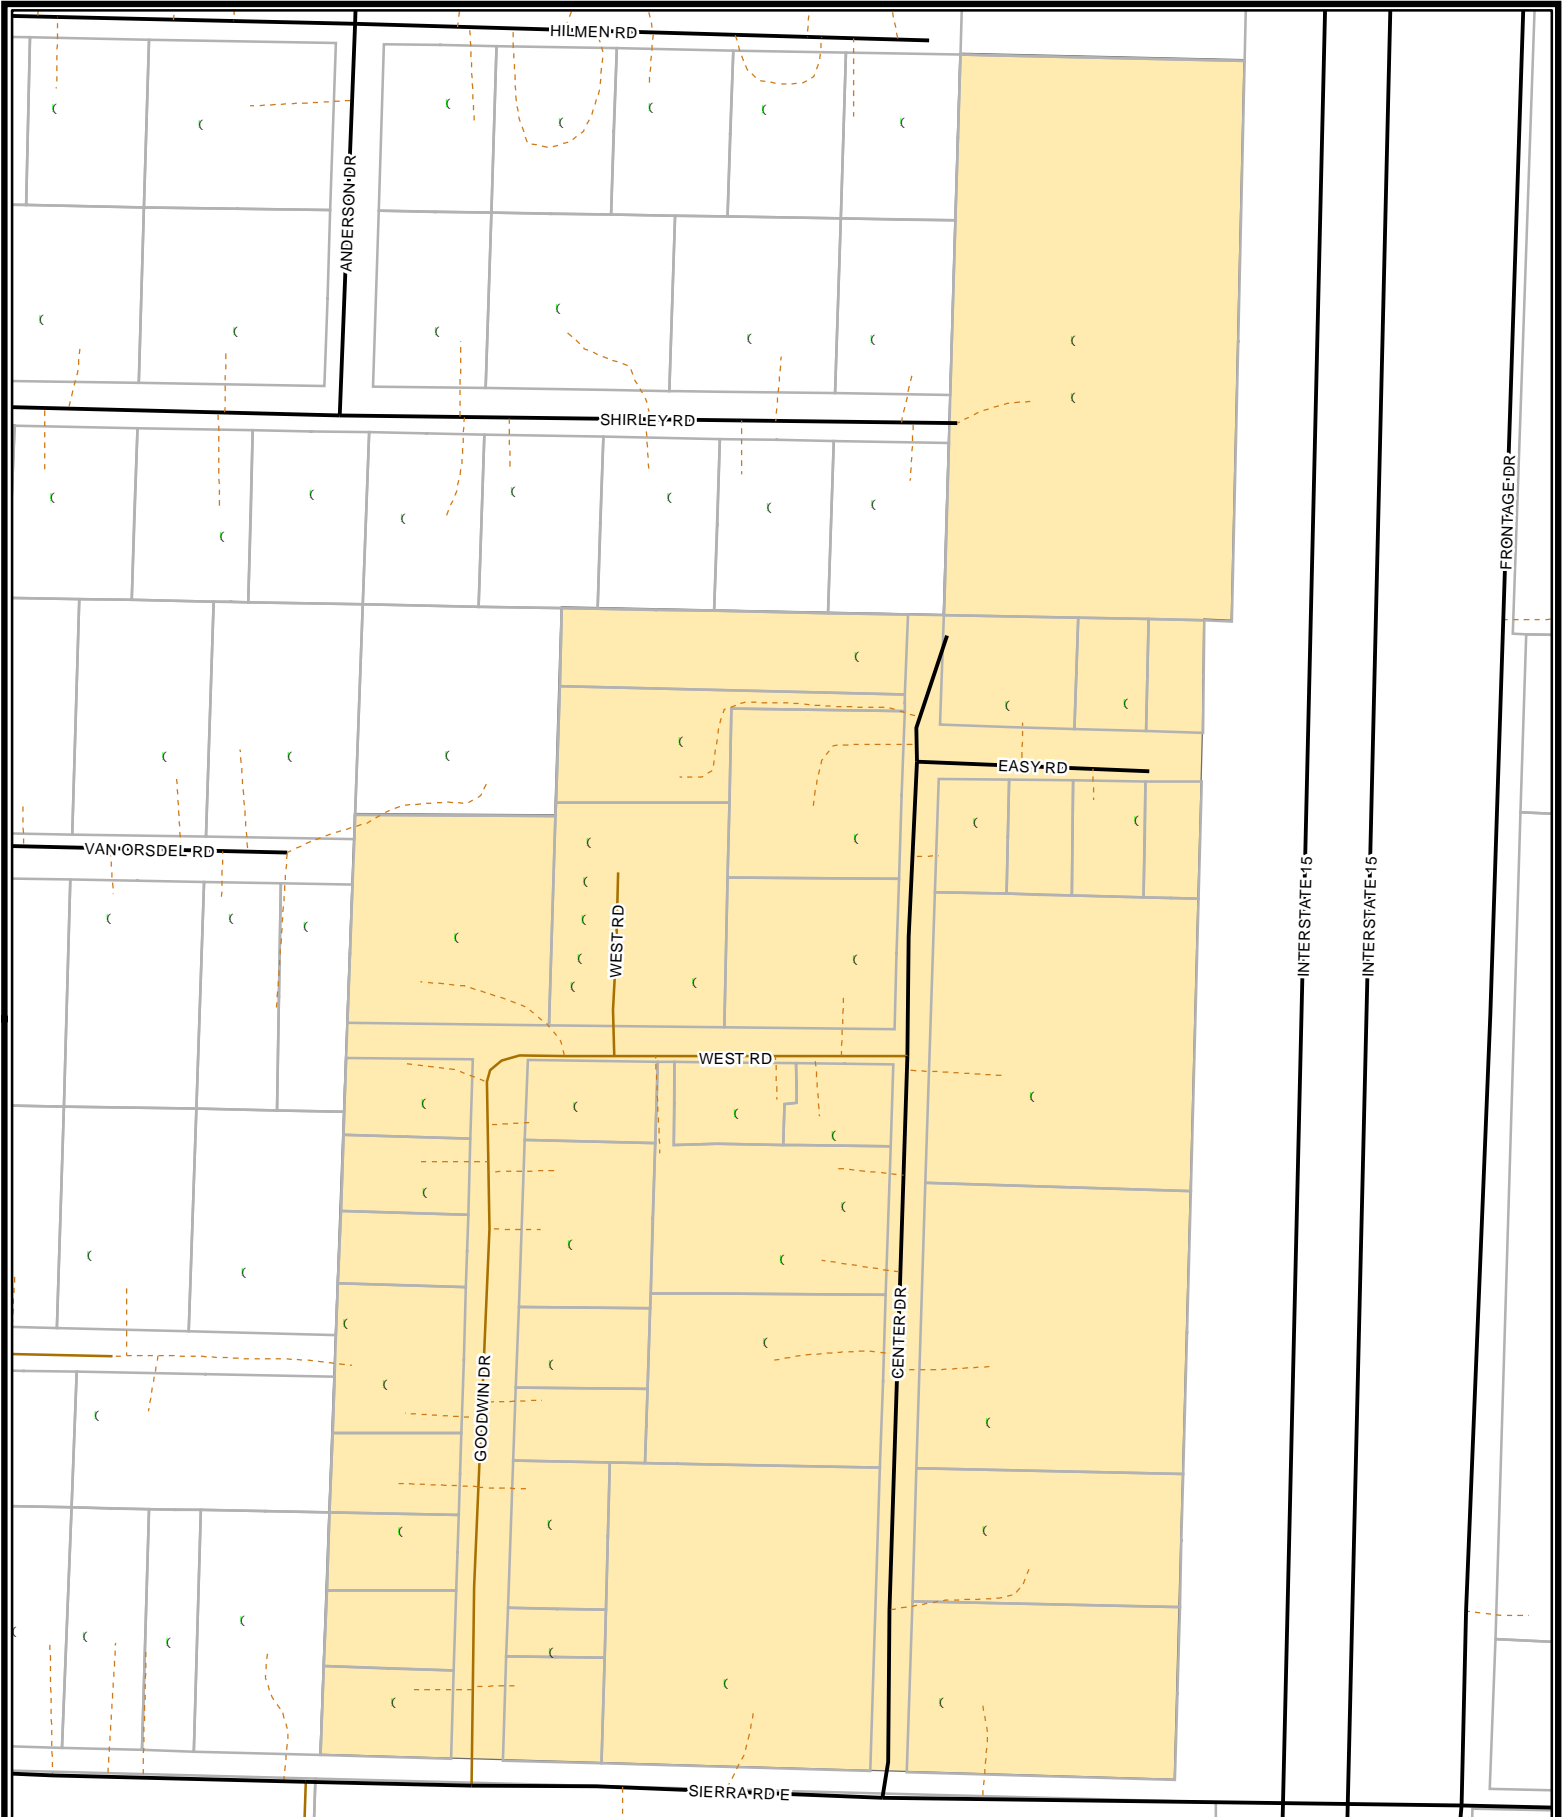 HILMEN RD
ANDERSON DR
SHIRLEY RD
FRONTAGE DR
EASY RD
VAN ORSDEL RD
WEST RD
INTERSTATE 15
INTERSTATE 15
WEST RD
CENTER DR
GOODWIN DR
SIERRA RD E